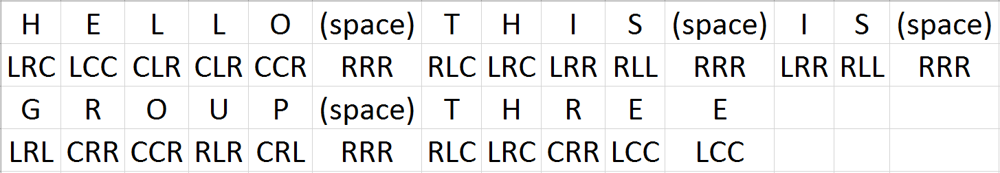 H E L L O (space) T H I S (space) I S (space)
LRC LCC CLR CLR CCR RRR RLC LRC LRR RLL RRR LRR RLL RRR
G R O U P (space) T H R E E
LRL CRR CCR RLR CRL RRR RLC LRC CRR LCC LCC